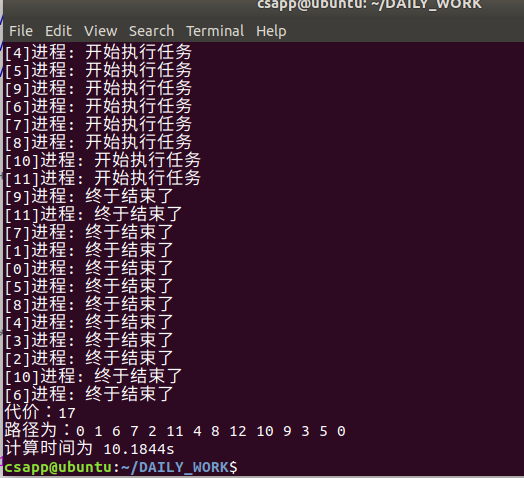 csapp@ubuntu: ~/DAILY_WORK
File Edit View Search Terminal Help
[4]进程: 开始执行任务
[5]进程: 开始执行任务
[9]进程: 开始执行任务
[6]进程: 开始执行任务
[7]进程: 开始执行任务
[8]进程: 开始执行任务
[10]进程: 开始执行任务
[11]进程: 开始执行任务
[9]进程: 终于结束了
[11]进程: 终于结束了
[7]进程: 终于结束了
[1]进程: 终于结束了
[0]进程: 终于结束了
[5]进程: 终于结束了
[8]进程: 终于结束了
[4]进程: 终于结束了
[3]进程: 终于结束了
[2]进程: 终于结束了
[10]进程: 终于结束了
[6]进程: 终于结束了
代价：17
路径为：0 1 6 7 2 11 4 8 12 10 9 3 5 0
计算时间为 10.1844s
csapp@ubuntu:~/DAILY_WORK$